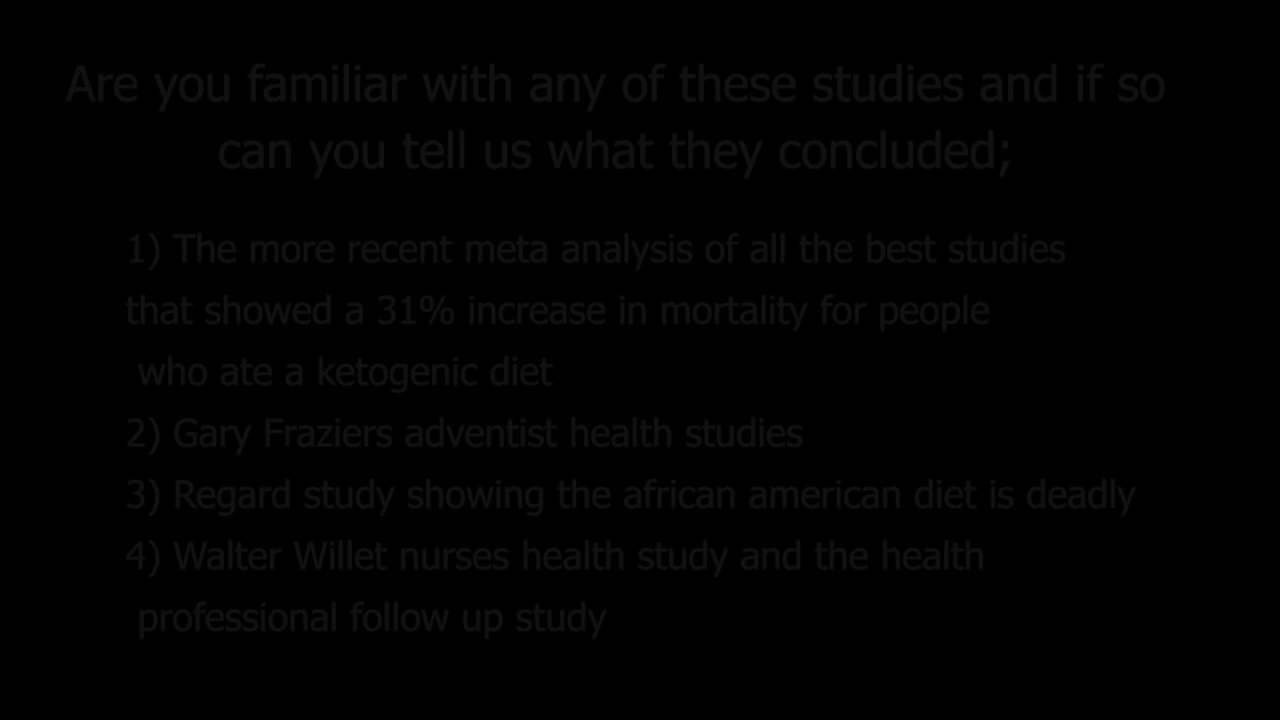 Are you familiar with any of these studies and if so
can you tell us what they concluded;
1) The more recent meta analysis of all the best studies
that showed a 31% increase in mortality for people
who ate a ketogenic diet
2) Gary Fraziers adventist health studies
3) Regard study showing the african american diet is deadly
4) Walter Willet nurses health study and the health
professional follow up study